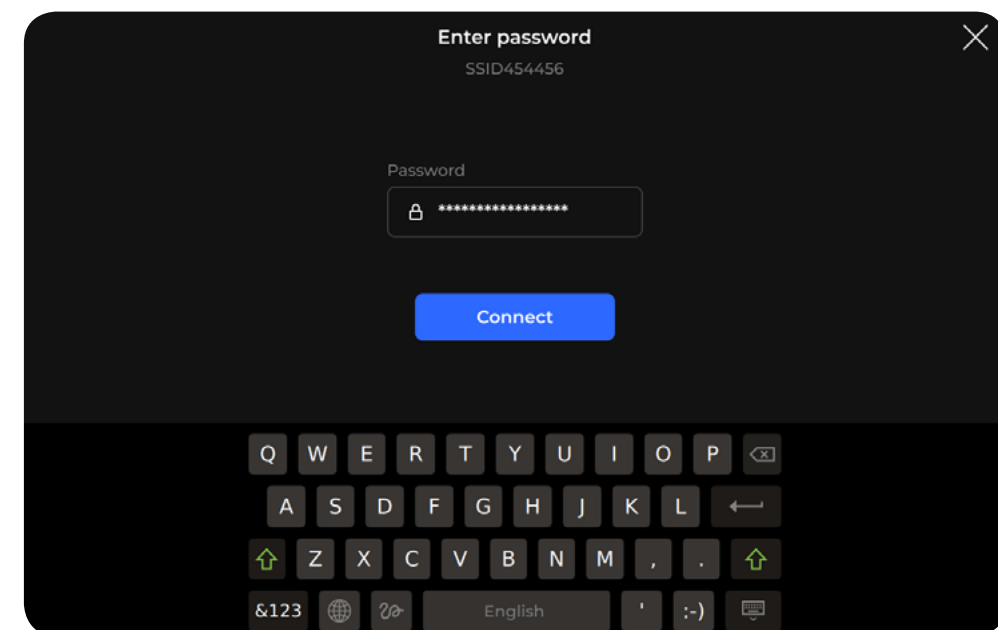 Enter password
SSID454456
Password
*****************
Connect
Q W E R T Y U I O P
A S D F G H J K L
Z X C V B N M , .
&123 English ' :-)